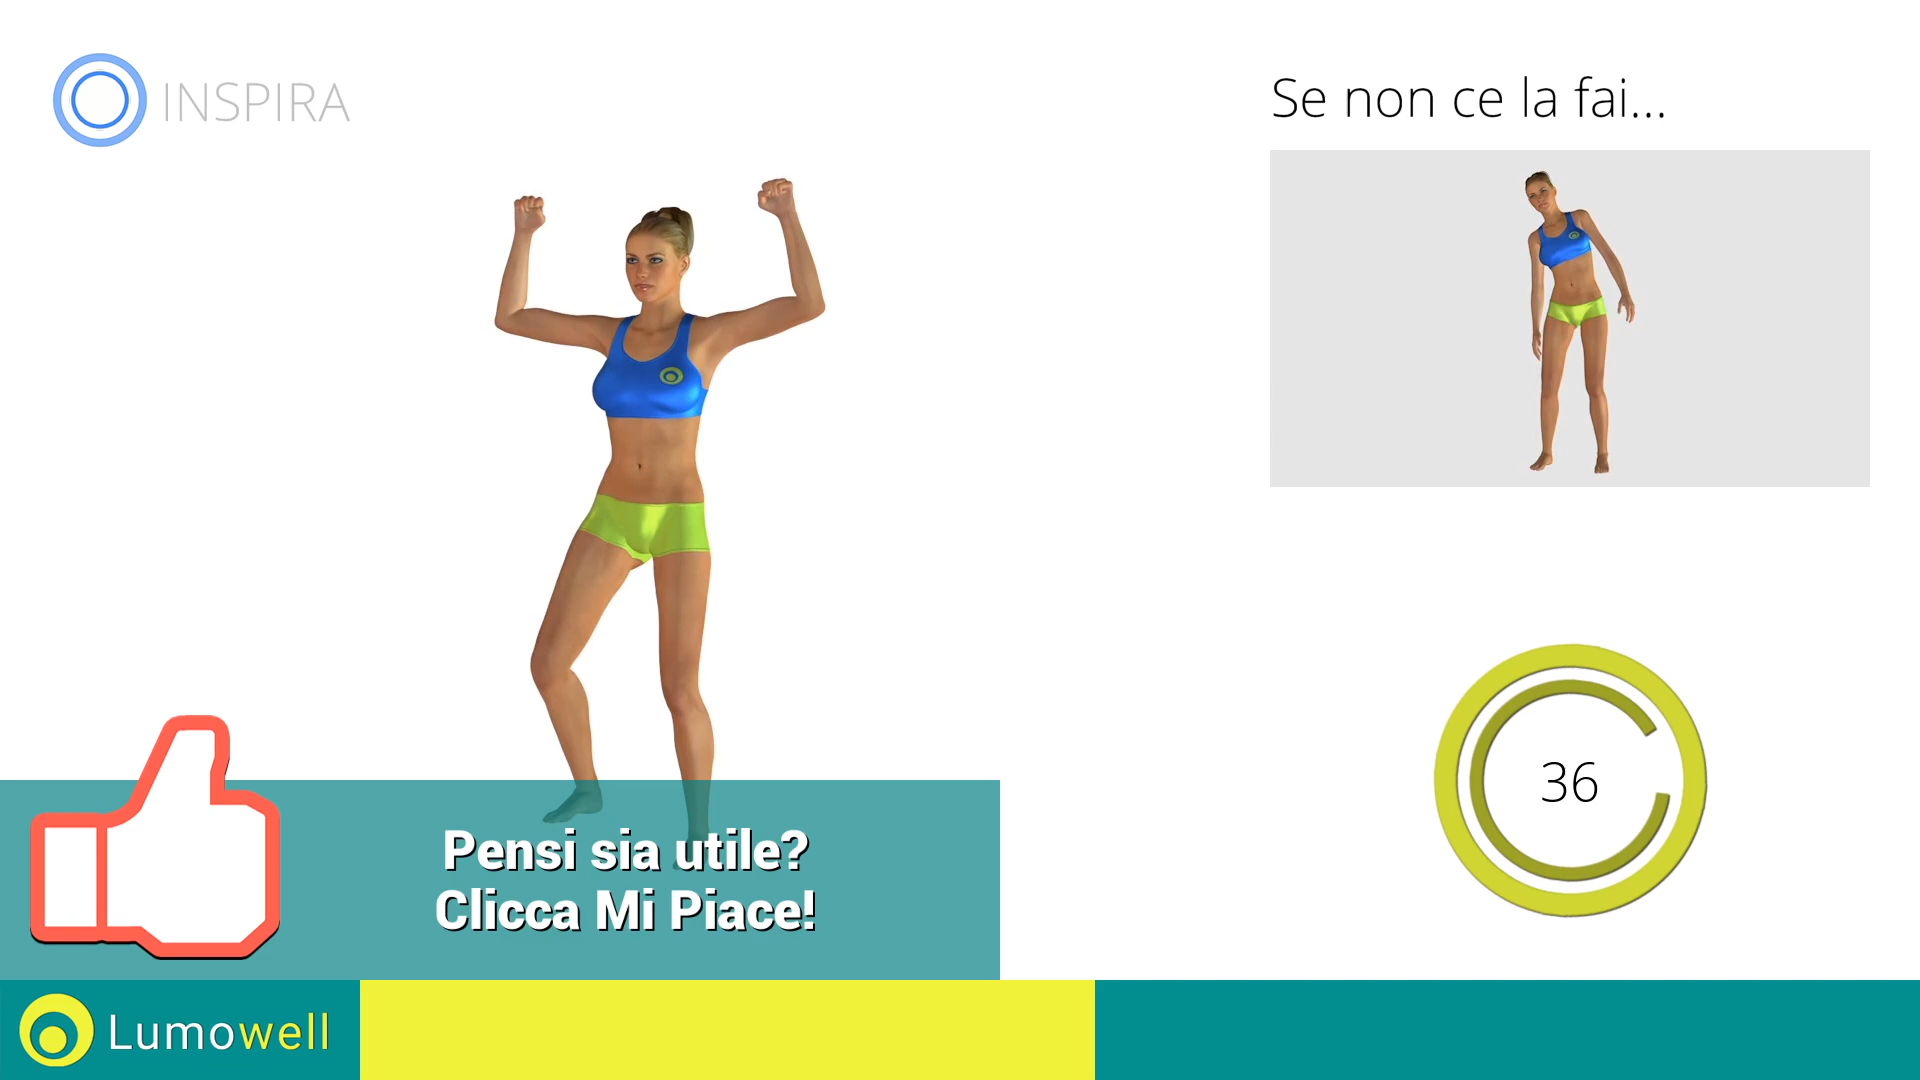 INSPIRA
Se non ce la fai...
36
Pensi sia utile?
Clicca Mi Piace!
Lumowell